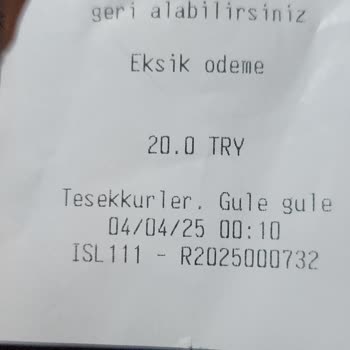 geri alabilirsiniz
Eksik odeme
20.0 TRY
Tesekkurler. Gule gule
04/04/25 00:10
ISL111 - R2025000732